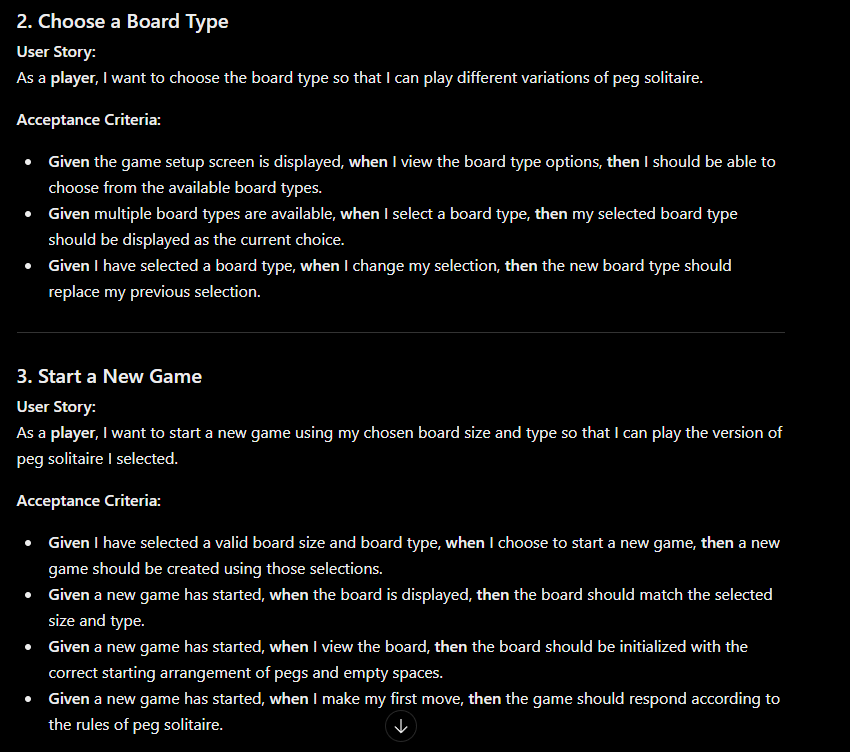 2. Choose a Board Type
User Story:
As a player, I want to choose the board type so that I can play different variations of peg solitaire.
Acceptance Criteria:
Given the game setup screen is displayed, when I view the board type options, then I should be able to
choose from the available board types.
Given multiple board types are available, when I select a board type, then my selected board type
should be displayed as the current choice.
Given I have selected a board type, when I change my selection, then the new board type should
replace my previous selection.
3. Start a New Game
User Story:
As a player, I want to start a new game using my chosen board size and type so that I can play the version of
peg solitaire I selected.
Acceptance Criteria:
Given I have selected a valid board size and board type, when I choose to start a new game, then a new
game should be created using those selections.
Given a new game has started, when the board is displayed, then the board should match the selected
size and type.
Given a new game has started, when I view the board, then the board should be initialized with the
correct starting arrangement of pegs and empty spaces.
Given a new game has started, when I make my first move, then the game should respond according to
the rules of peg solitaire.